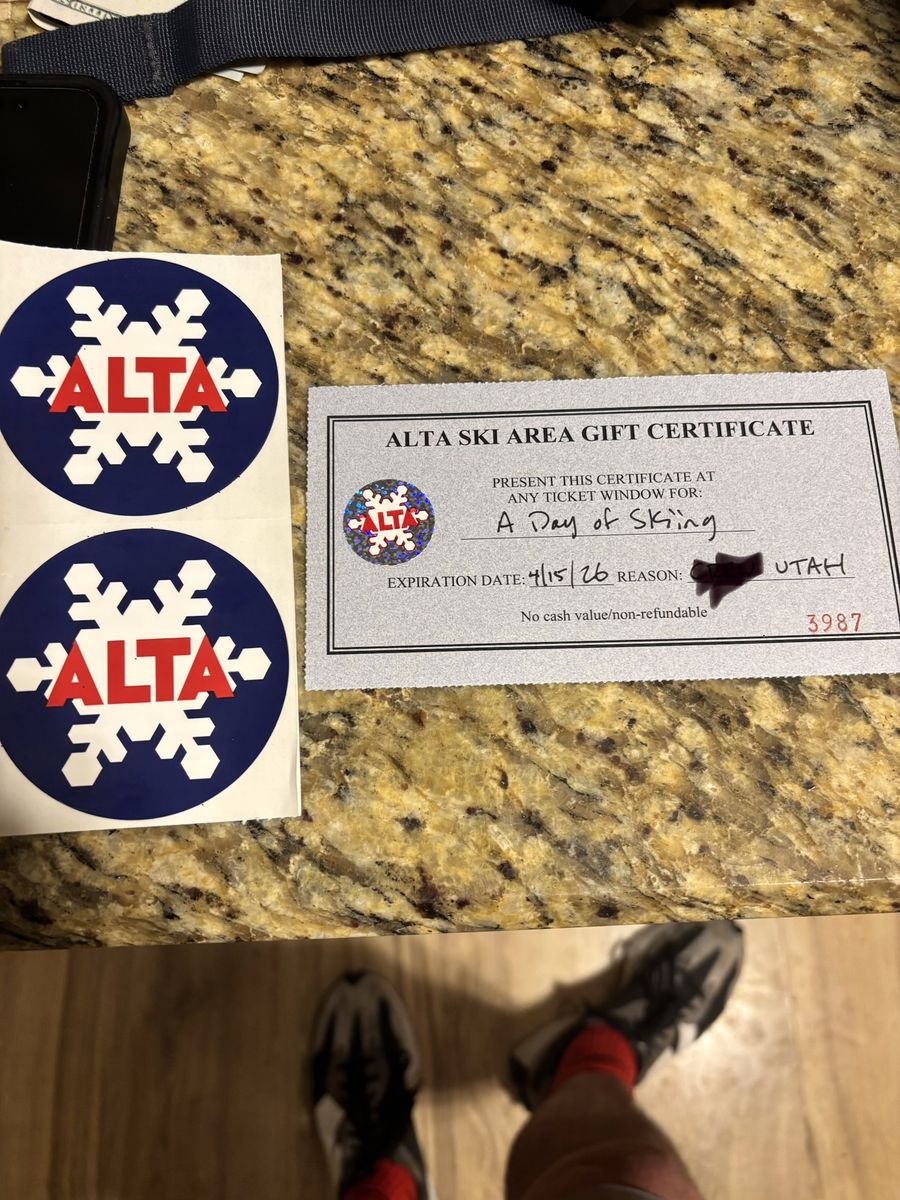 ALTA
ALTA
ALTA SKI AREA GIFT CERTIFICATE
PRESENT THIS CERTIFICATE AT
ANY TICKET WINDOW FOR:
ALTA
A Day of Skiing
EXPIRATION DATE: 4/15/26 REASON: UTAH
No cash value/non-refundable
3987